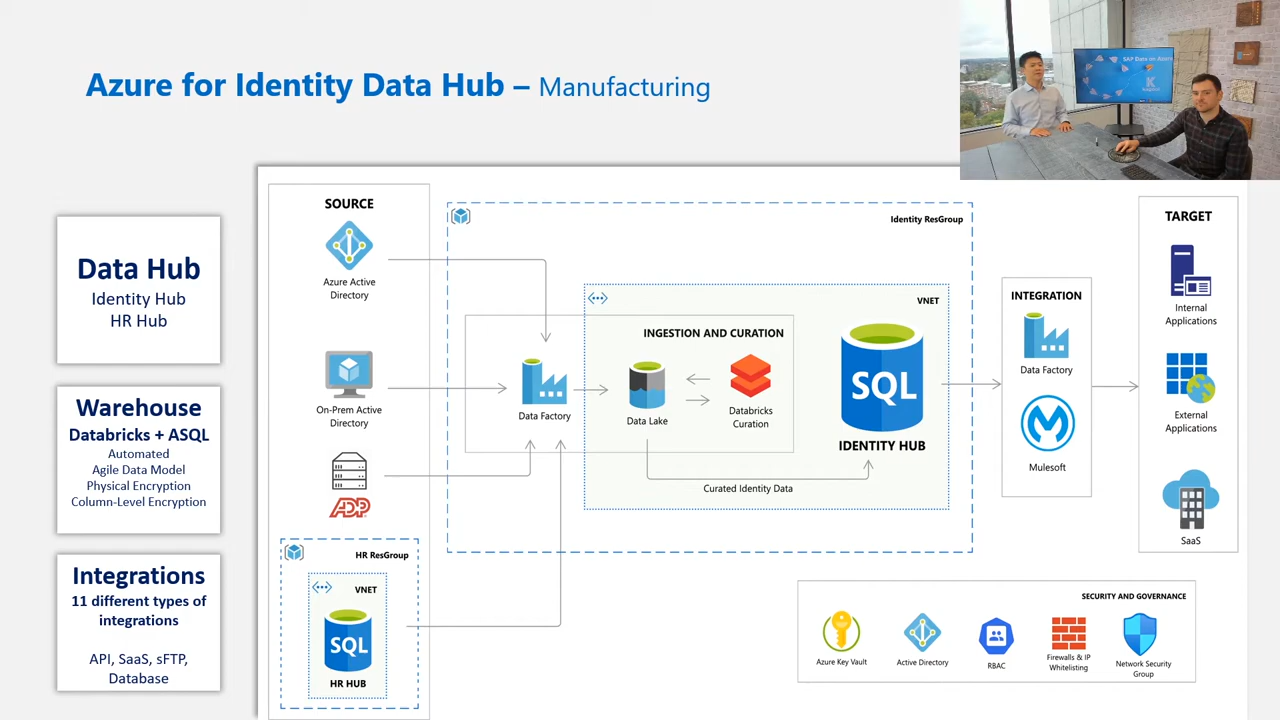 Azure for Identity Data Hub – Manufacturing
SAP Data on Azure
K
Data Hub
Identity Hub
HR Hub
Warehouse
Databricks + ASQL
Automated
Agile Data Model
Physical Encryption
Column-Level Encryption
Integrations
11 different types of
integrations
API, SaaS, sFTP,
Database
SOURCE
Azure Active
Directory
On-Prem Active
Directory
ADP
HR ResGroup
VNET
SQL
HR HUB
Identity ResGroup
VNET
INGESTION AND CURATION
Data Factory
Data Lake
Databricks
Curation
SQL
IDENTITY HUB
Curated Identity Data
INTEGRATION
Data Factory
Mulesoft
TARGET
Internal
Applications
External
Applications
SaaS
SECURITY AND GOVERNANCE
Azure Key Vault
Active Directory
RBAC
Firewalls & IP
Whitelisting
Network Security
Group